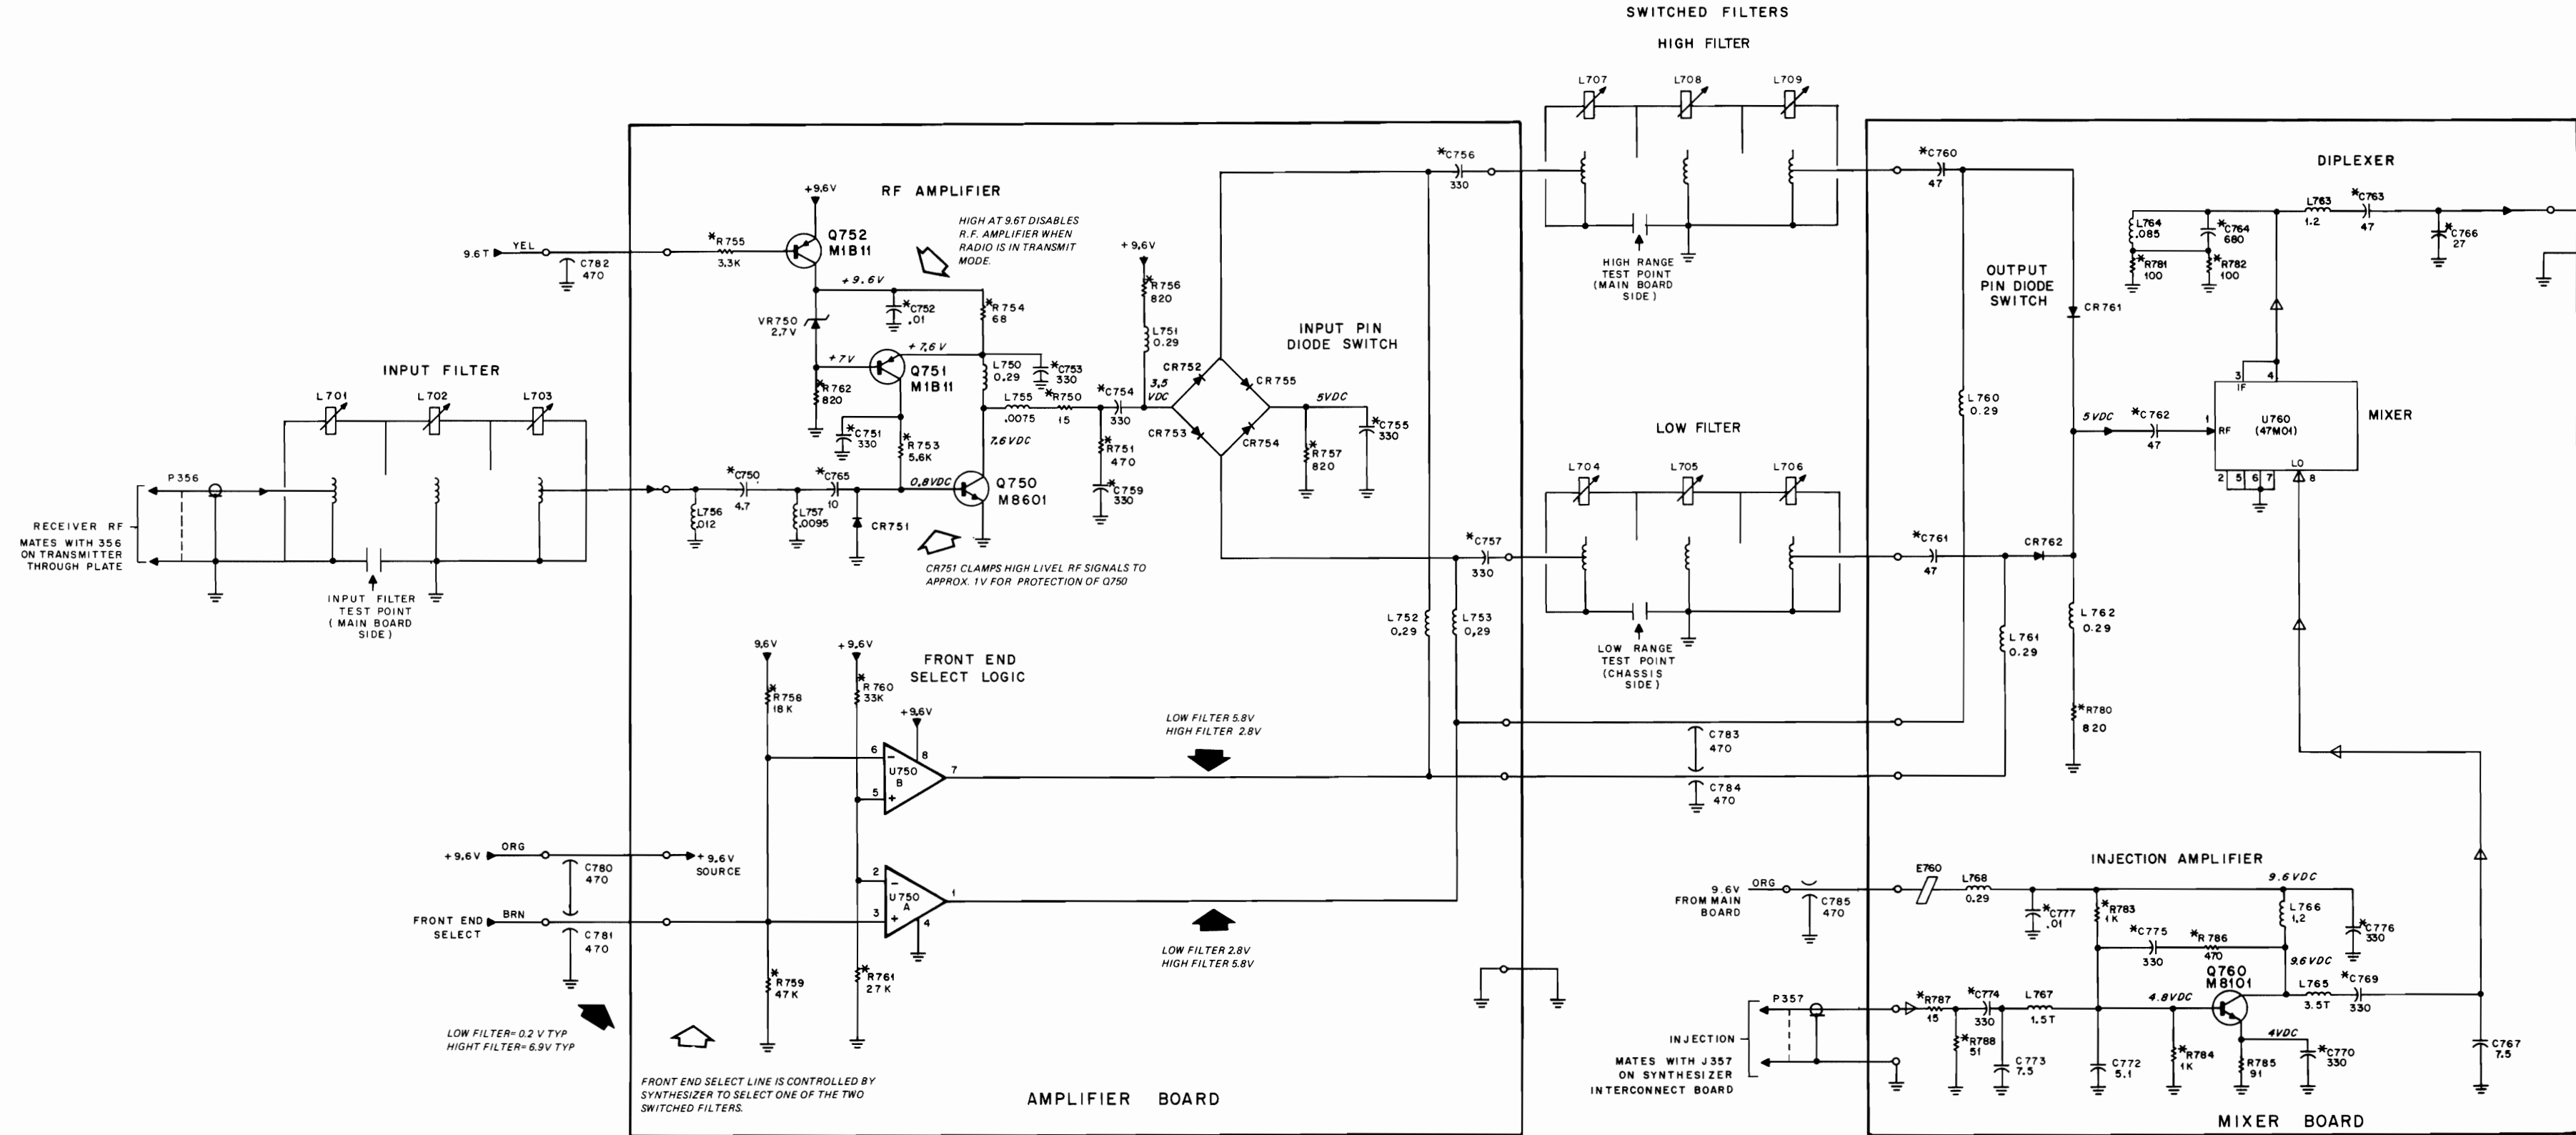 SWITCHED FILTERS
HIGH FILTER
L707
L708
L709
HIGH RANGE
TEST POINT
(MAIN BOARD
SIDE)
LOW FILTER
L704
L705
L706
LOW RANGE
TEST POINT
(CHASSIS
SIDE)
INPUT FILTER
L701
L702
L703
P356
RECEIVER RF
MATES WITH 356
ON TRANSMITTER
THROUGH PLATE
INPUT FILTER
TEST POINT
( MAIN BOARD
SIDE)
9.6T
YEL
C782
470
RF AMPLIFIER
+9.6V
*R755
3.3K
Q752
M1B11
HIGH AT 9.6T DISABLES
R.F. AMPLIFIER WHEN
RADIO IS IN TRANSMIT
MODE.
+9.6V
*C752
.01
*R754
68
VR750
2.7V
+7V
+7.6V
Q751
M1B11
*R762
820
L750
0.29
*C753
330
*C751
330
*R753
5.6K
7.6VDC
L755
.0075
*R750
15
*C754
330
*R751
470
*C759
330
+9.6V
*R756
820
L751
0.29
3.5
VDC
CR752
CR755
CR753
CR754
INPUT PIN
DIODE SWITCH
5VDC
*R757
820
*C755
330
L756
.012
*C750
4.7
L757
.0095
*C765
10
CR751
0.8VDC
Q750
M8601
CR751 CLAMPS HIGH LIVEL RF SIGNALS TO
APPROX. 1V FOR PROTECTION OF Q750
*C756
330
*C757
330
L752
0.29
L753
0,29
9.6V
+9.6V
FRONT END
SELECT LOGIC
*R758
18K
*R760
33K
+9.6V
6
8
U750
B
7
5
-
+
LOW FILTER 5.8V
HIGH FILTER 2.8V
2
U750
A
1
3
4
-
+
LOW FILTER 2.8V
HIGH FILTER 5.8V
*R759
47K
*R761
27K
+9.6V
ORG
C780
470
+9.6V
SOURCE
FRONT END
SELECT
BRN
C781
470
LOW FILTER= 0.2 V TYP
HIGHT FILTER= 6.9V TYP
FRONT END SELECT LINE IS CONTROLLED BY
SYNTHESIZER TO SELECT ONE OF THE TWO
SWITCHED FILTERS.
AMPLIFIER BOARD
C783
470
C784
470
*C760
47
*C761
47
CR762
L760
0.29
L761
0.29
OUTPUT
PIN DIODE
SWITCH
CR761
5VDC
*C762
47
L762
0.29
*R780
820
DIPLEXER
L764
.085
*C764
680
*R781
100
*R782
100
L763
1.2
*C763
47
*C766
27
3
4
IF
1
RF
U760
(47M01)
MIXER
LO
2
5
6
7
8
INJECTION AMPLIFIER
9.6V
FROM MAIN
BOARD
ORG
C785
470
E760
L768
0.29
*C777
.01
*R783
1K
9.6VDC
L766
1.2
*C776
330
*C775
330
*R786
470
9.6VDC
Q760
M8101
L765
3.5T
*C769
330
4.8VDC
4VDC
P357
INJECTION
MATES WITH J357
ON SYNTHESIZER
INTERCONNECT BOARD
*R787
15
*C774
330
L767
1.5T
*R788
51
C773
7.5
C772
5.1
*R784
1K
R785
91
*C770
330
C767
7.5
MIXER BOARD